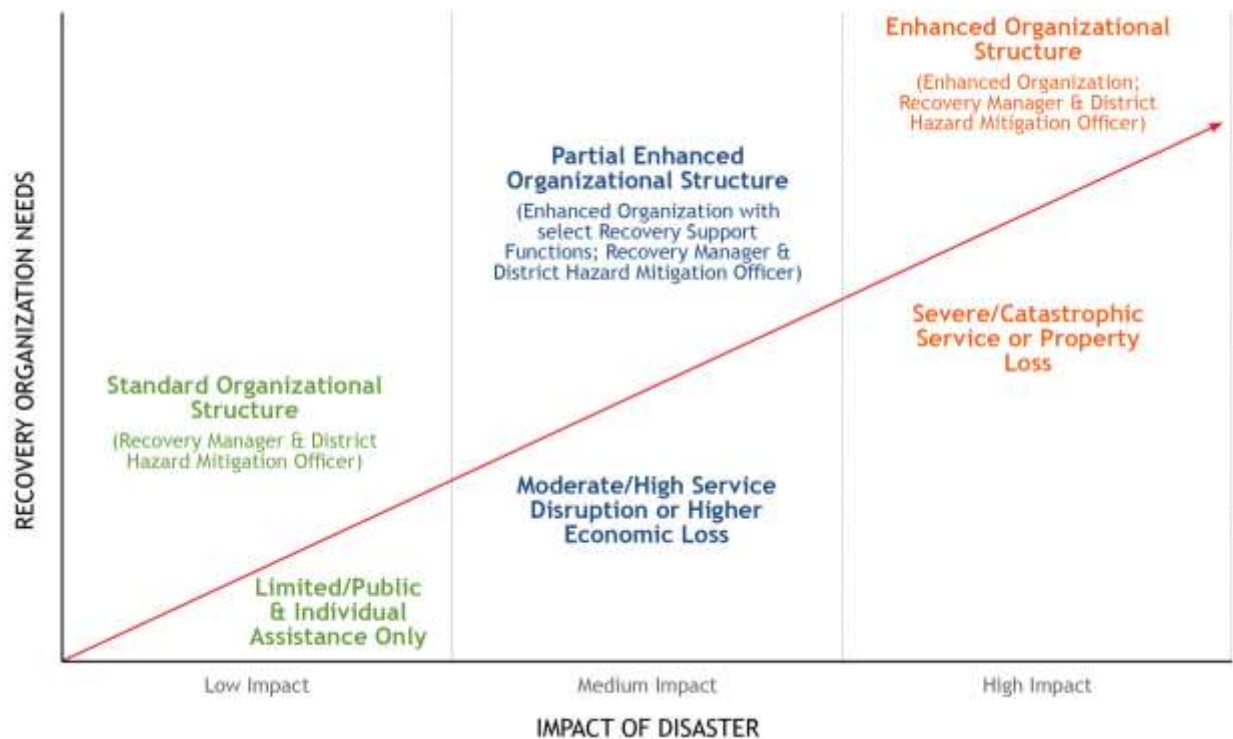 Enhanced Organizational
Structure
(Enhanced Organization;
Recovery Manager & District
Hazard Mitigation Officer)
Partial Enhanced
Organizational Structure
(Enhanced Organization with
select Recovery Support
Functions; Recovery Manager &
District Hazard Mitigation Officer)
Severe/Catastrophic
Service or Property
Loss
Standard Organizational
Structure
(Recovery Manager & District
Hazard Mitigation Officer)
Moderate/High Service
Disruption or Higher
Economic Loss
Limited/Public
& Individual
Assistance Only
RECOVERY ORGANIZATION NEEDS
Low Impact
Medium Impact
High Impact
IMPACT OF DISASTER